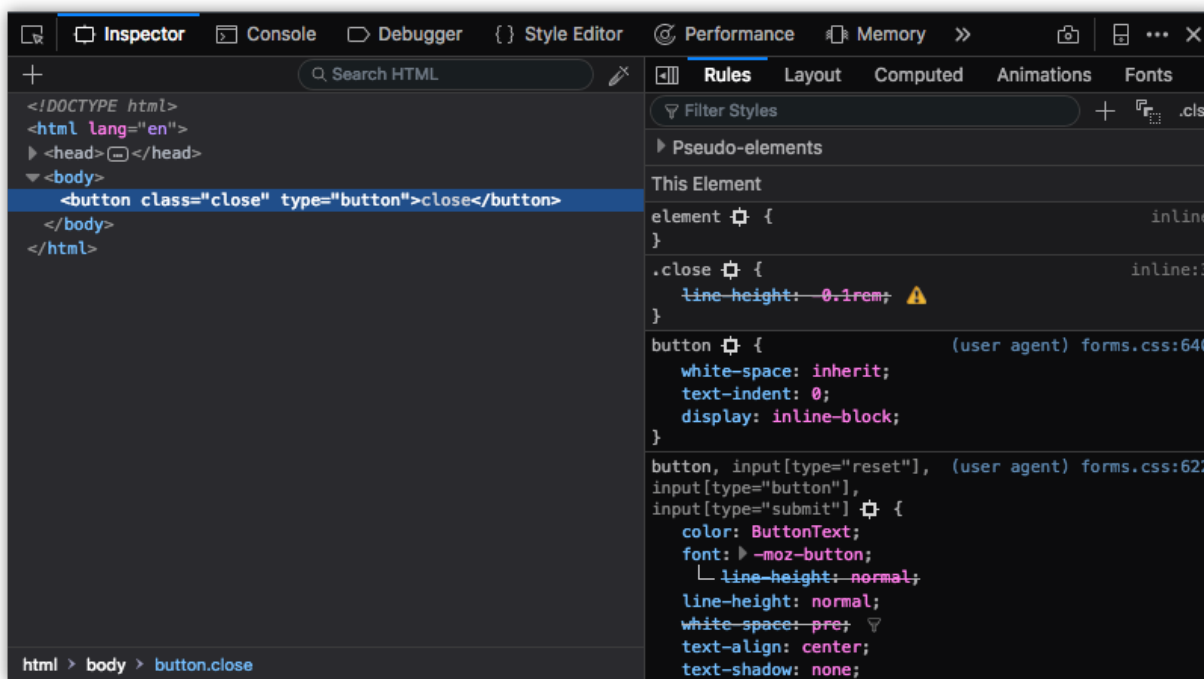 Inspector Console Debugger { } Style Editor Performance Memory
Search HTML
<!DOCTYPE html>
<html lang="en">
<head></head>
<body>
<button class="close" type="button">close</button>
</body>
</html>
html > body > button.close
Rules Layout Computed Animations Fonts
Filter Styles + .cls
Pseudo-elements
This Element
element { inline
}
.close { inline:
line-height: -0.1rem;
}
button { (user agent) forms.css:640
white-space: inherit;
text-indent: 0;
display: inline-block;
}
button, input[type="reset"], (user agent) forms.css:622
input[type="button"],
input[type="submit"] {
color: ButtonText;
font: -moz-button;
line-height: normal;
line-height: normal;
white-space: pre;
text-align: center;
text-shadow: none;